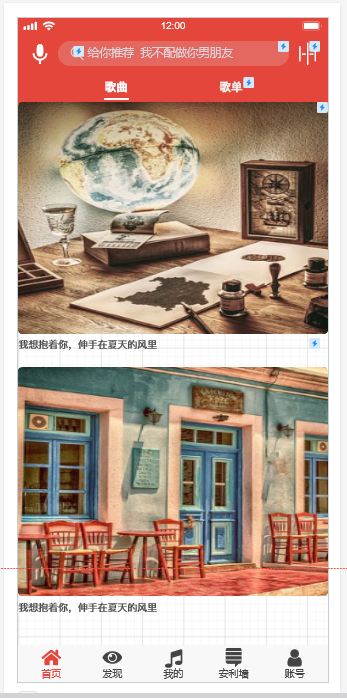 12:00
给你推荐 我不配做你男朋友
歌曲 歌单
我想抱着你，伸手在夏天的风里
我想抱着你，伸手在夏天的风里
首页 发现 我的 安利墙 账号